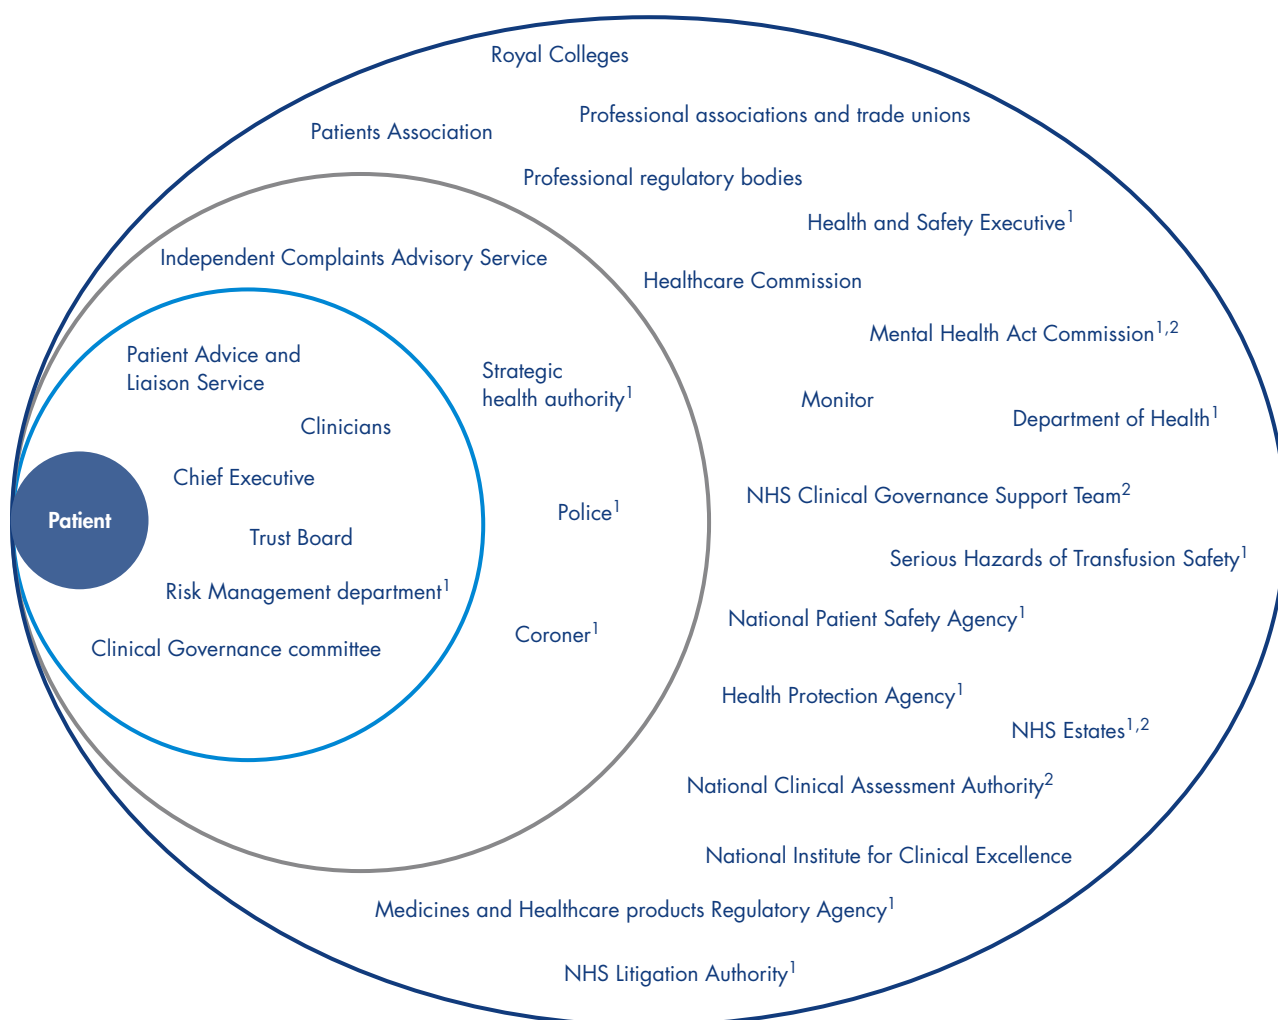 Royal Colleges
Professional associations and trade unions
Patients Association
Professional regulatory bodies
Health and Safety Executive¹
Independent Complaints Advisory Service
Healthcare Commission
Mental Health Act Commission¹,²
Patient Advice and
Liaison Service
Strategic
health authority¹
Monitor
Department of Health¹
Clinicians
Chief Executive
NHS Clinical Governance Support Team²
Police¹
Patient
Trust Board
Serious Hazards of Transfusion Safety¹
Risk Management department¹
National Patient Safety Agency¹
Coroner¹
Clinical Governance committee
Health Protection Agency¹
NHS Estates¹,²
National Clinical Assessment Authority²
National Institute for Clinical Excellence
Medicines and Healthcare products Regulatory Agency¹
NHS Litigation Authority¹